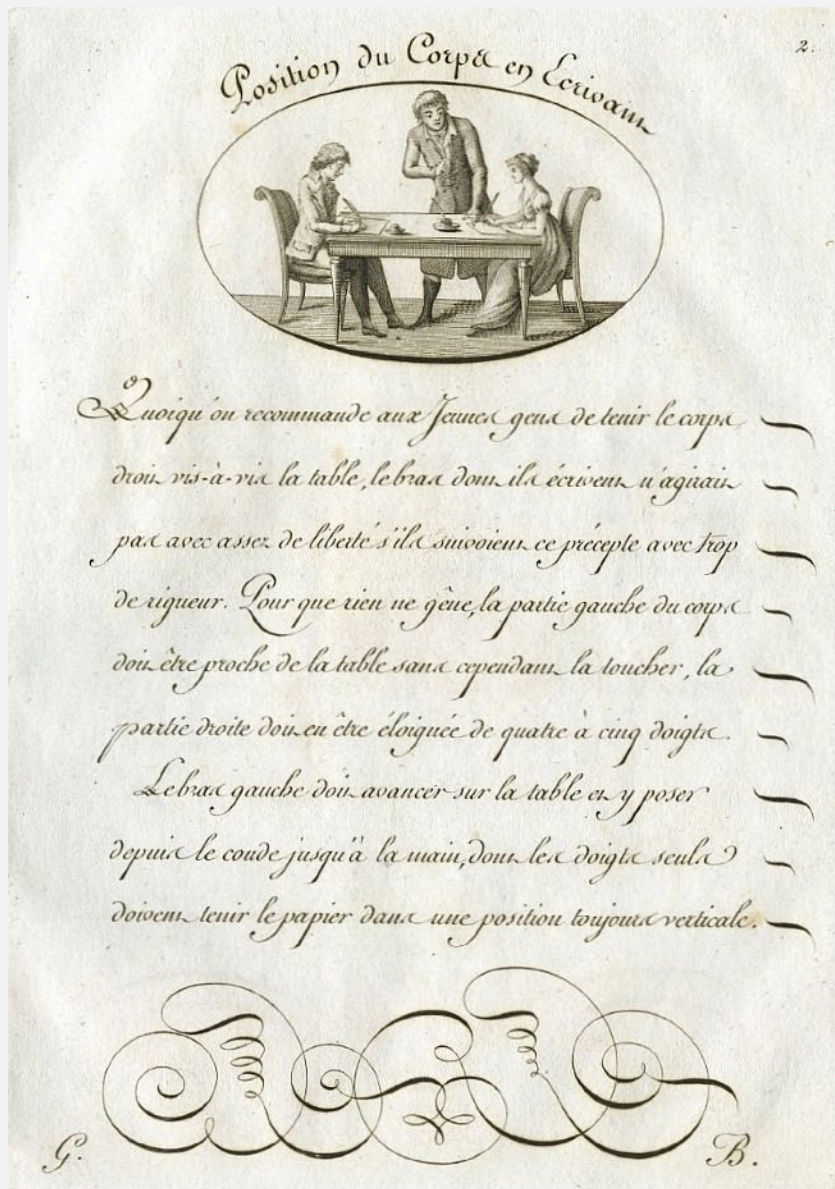 2.
Position du Corps en Ecrivant
Quoiqu'on recommande aux Jeunes gens de tenir le corps
droit vis-à-vis la table, le bras dont ils écrivent n'agirait
pas avec assez de liberté s'ils suivoient ce précepte avec trop
de rigueur. Pour que rien ne gêne, la partie gauche du corps
doit être proche de la table sans cependant la toucher, la
partie droite doit en être éloignée de quatre à cinq doigts.
Le bras gauche doit avancer sur la table et y poser
depuis le coude jusqu'à la main, dont les doigts seuls
doivent tenir le papier dans une position toujours verticale.
G. B.